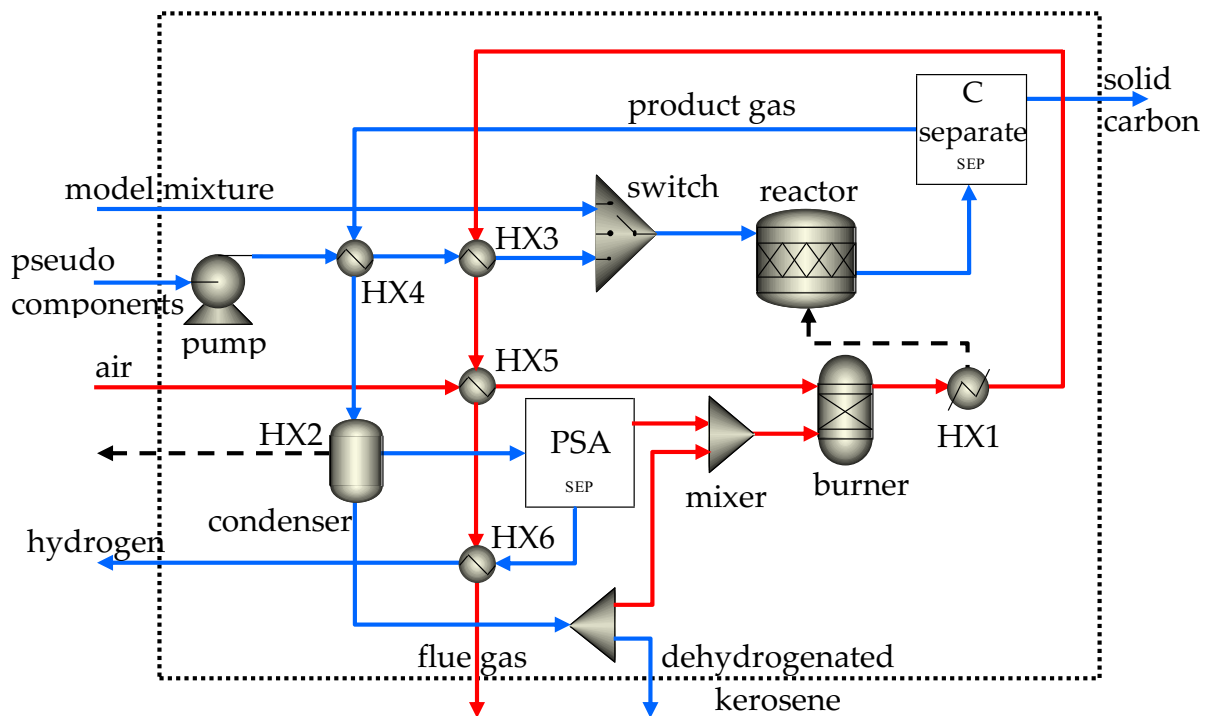 solid
carbon
C
separate
SEP
product gas
model mixture
switch
reactor
HX3
pseudo
components
HX4
pump
air
HX5
HX2
PSA
SEP
HX1
mixer
burner
condenser
hydrogen
HX6
flue gas
dehydrogenated
kerosene